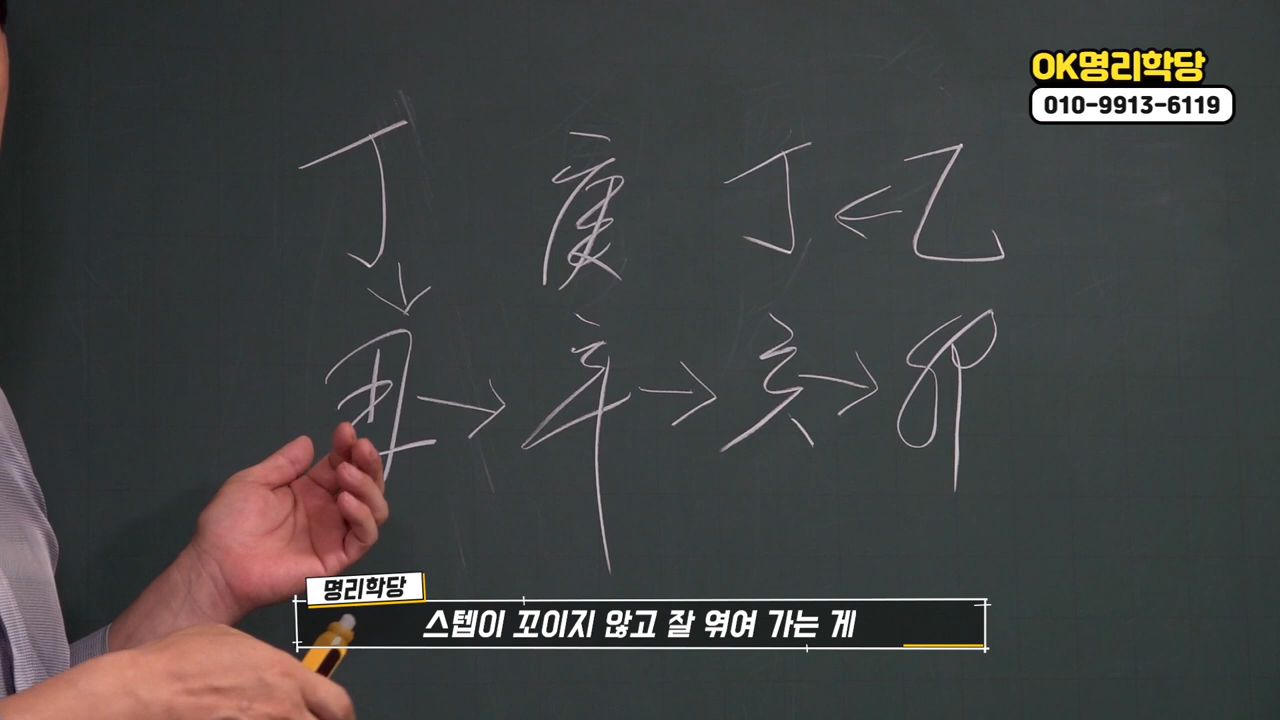 OK명리학당
010-9913-6119
丁 庚 丁 ← 乙
↓
丑 → → 亥 → 卯
명리학당
스텝이 꼬이지 않고 잘 엮여 가는 게